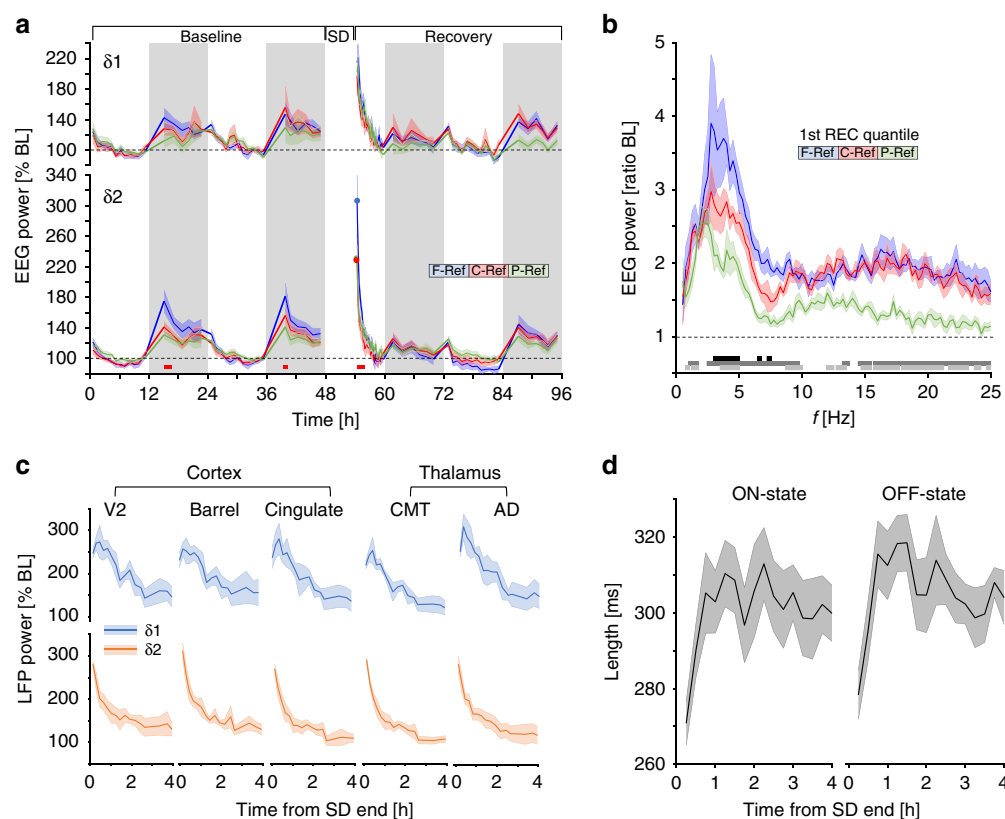 a
Baseline
SD
Recovery
δ1
220
180
140
100
EEG power [% BL]
δ2
340
300
260
230
180
140
100
F-Ref C-Ref P-Ref
0 12 24 36 48 60 72 84 96
Time [h]
b
5
4
3
2
1
EEG power [ratio BL]
1st REC quantile
F-Ref C-Ref P-Ref
0 5 10 15 20 25
f [Hz]
c
Cortex
Thalamus
V2 Barrel Cingulate CMT AD
300
200
100
LFP power [% BL]
δ1
δ2
300
200
100
0 2 4 0 2 4 0 2 4 0 2 4 0 2 4
Time from SD end [h]
d
ON-state OFF-state
320
300
280
260
Length [ms]
0 1 2 3 4 0 1 2 3 4
Time from SD end [h]